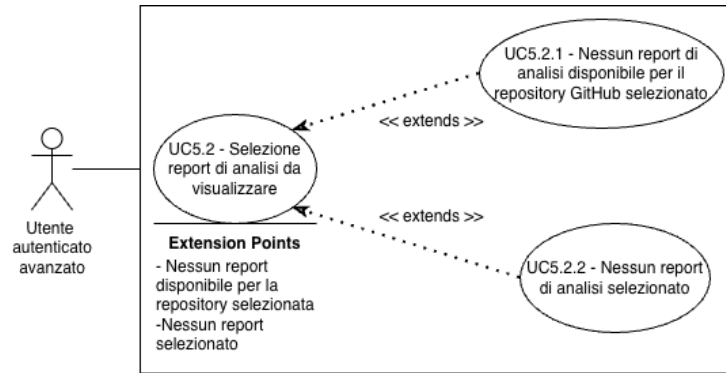 UC5.2.1 - Nessun report di
analisi disponibile per il
repository GitHub selezionato
<< extends >>
UC5.2 - Selezione
report di analisi da
visualizzare
Utente
autenticato
avanzato
<< extends >>
Extension Points
- Nessun report
disponibile per la
repository selezionata
-Nessun report
selezionato
UC5.2.2 - Nessun report
di analisi selezionato